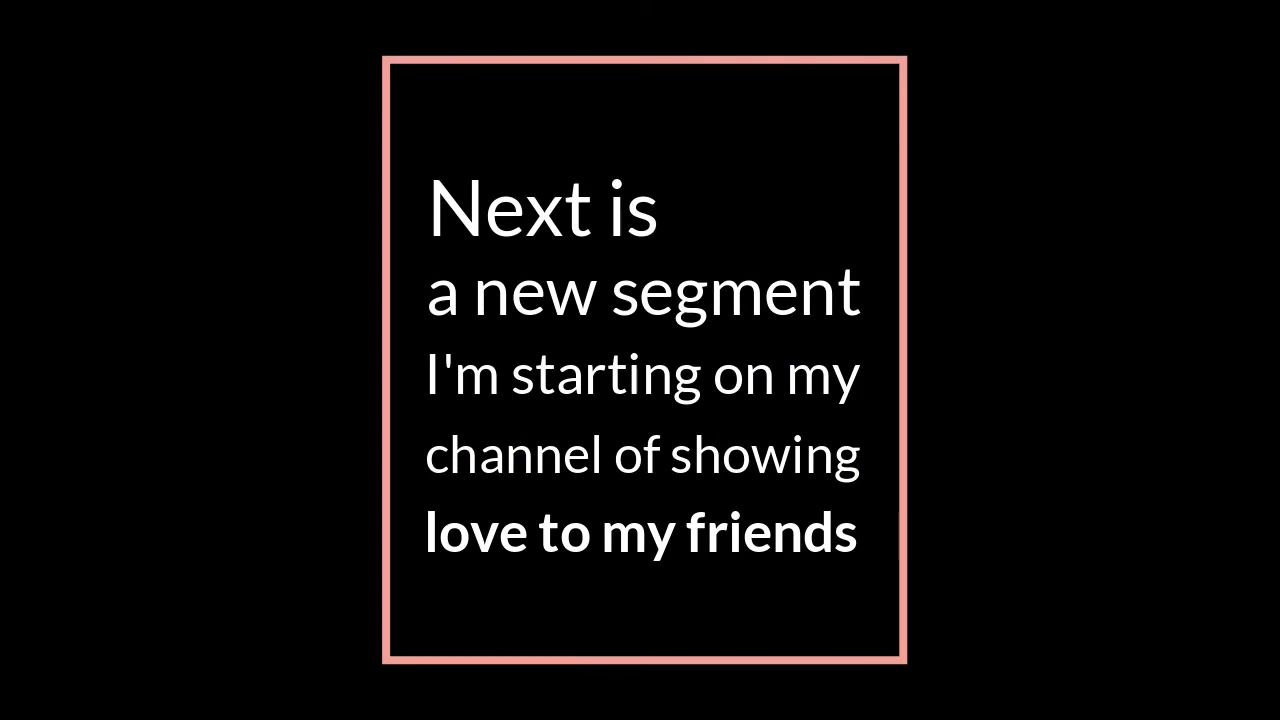 Next is
a new segment
I'm starting on my
channel of showing
love to my friends